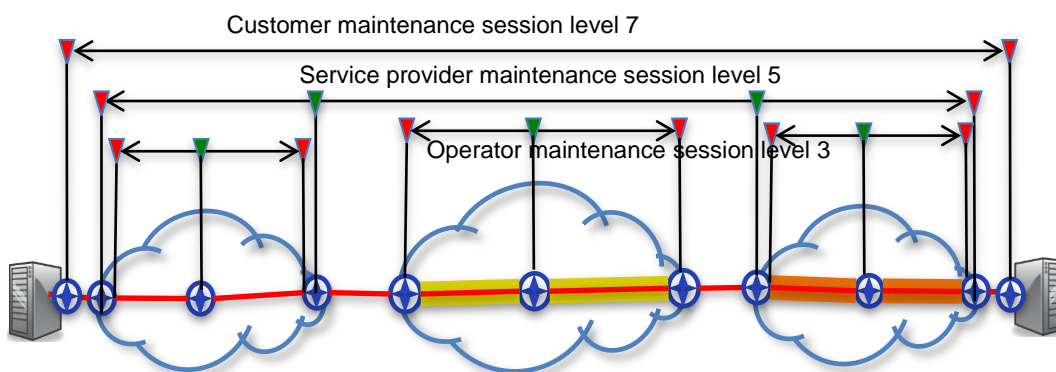 Customer maintenance session level 7
Service provider maintenance session level 5
Operator maintenance session level 3